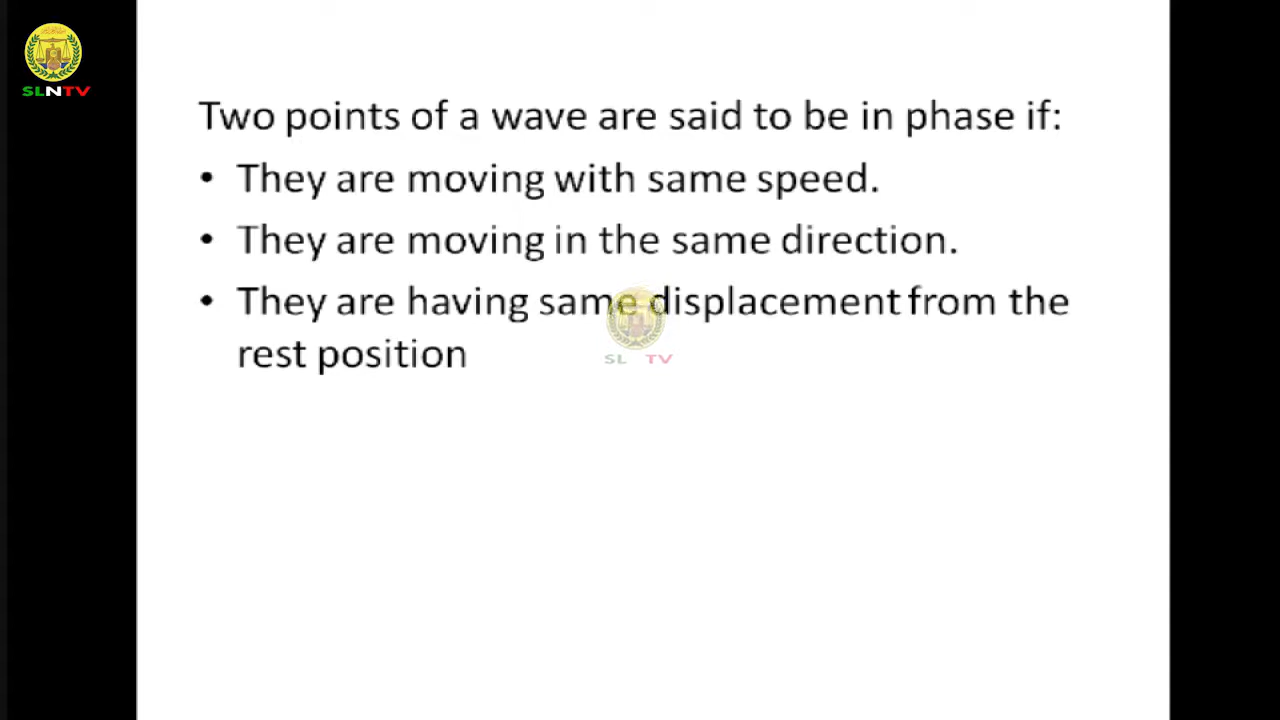 SLNTV
Two points of a wave are said to be in phase if:
• They are moving with same speed.
• They are moving in the same direction.
• They are having same displacement from the
rest position
SL TV